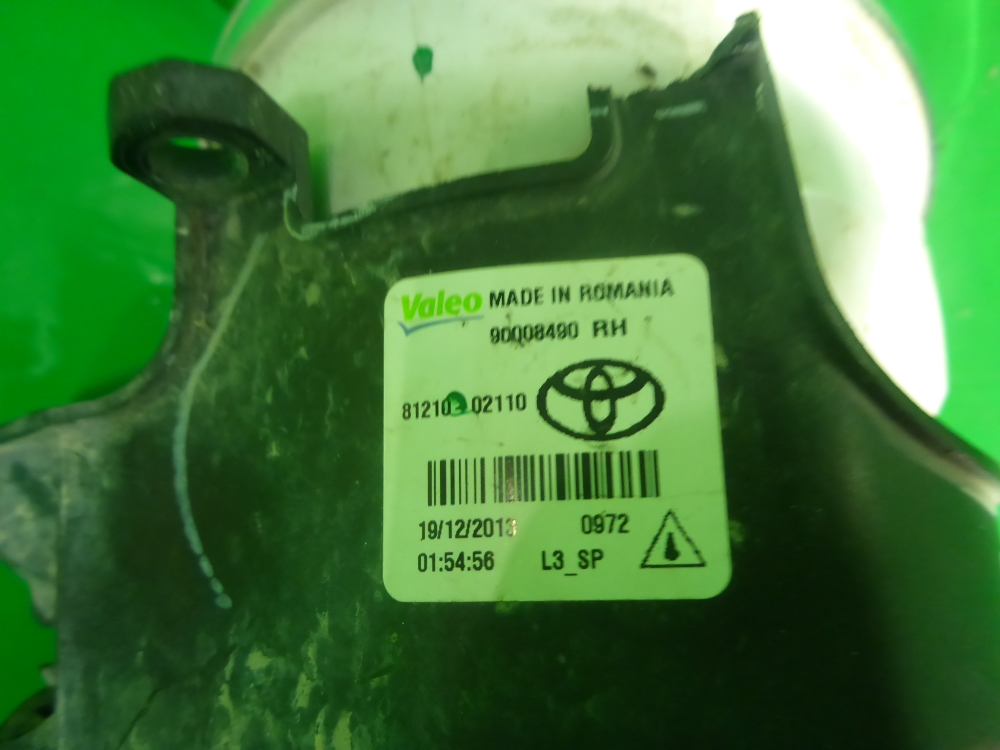 Valeo MADE IN ROMANIA
90008490 RH
81210-02110
19/12/2013 0972
01:54:56 L3_SP